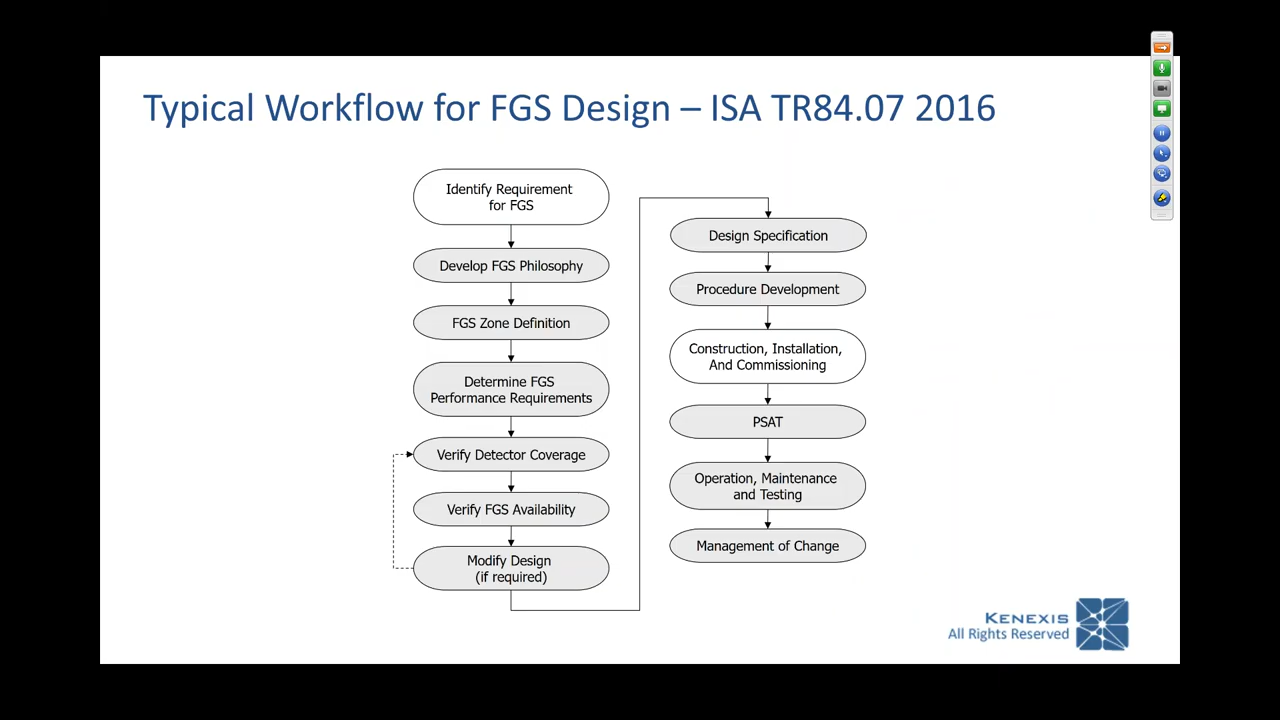 Typical Workflow for FGS Design – ISA TR84.07 2016
Identify Requirement
for FGS
Develop FGS Philosophy
FGS Zone Definition
Determine FGS
Performance Requirements
Verify Detector Coverage
Verify FGS Availability
Modify Design
(if required)
Design Specification
Procedure Development
Construction, Installation,
And Commissioning
PSAT
Operation, Maintenance
and Testing
Management of Change
KENEXIS
All Rights Reserved